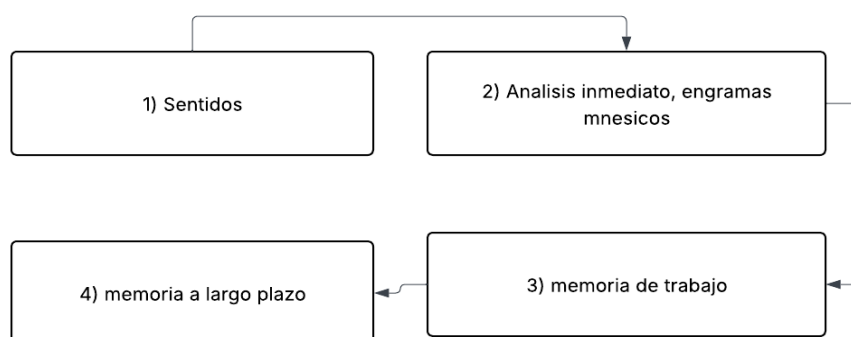 1) Sentidos
2) Analisis inmediato, engramas
mnesicos
3) memoria de trabajo
4) memoria a largo plazo